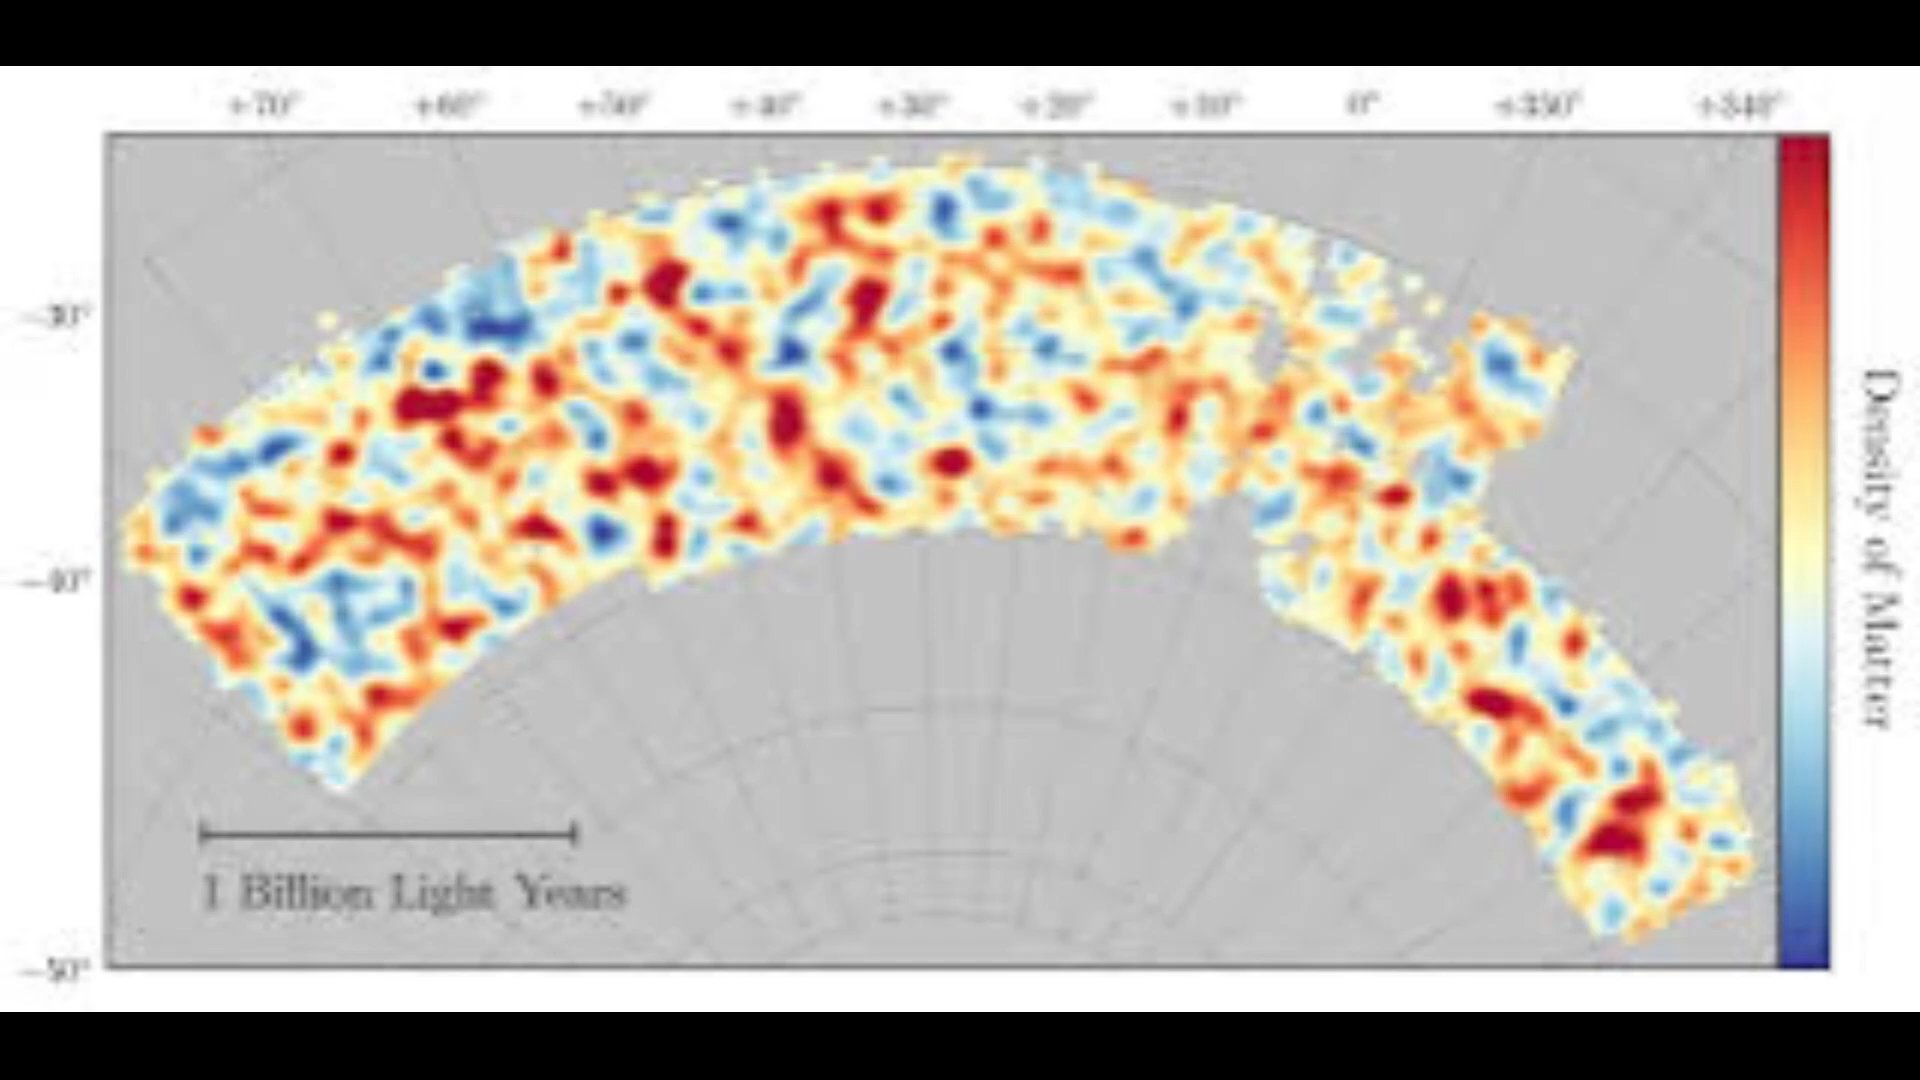 +70° +60° +50° +40° +30° +20° +10° 0° +350° +340°
-30°
-40°
-50°
1 Billion Light Years
Density of Matter